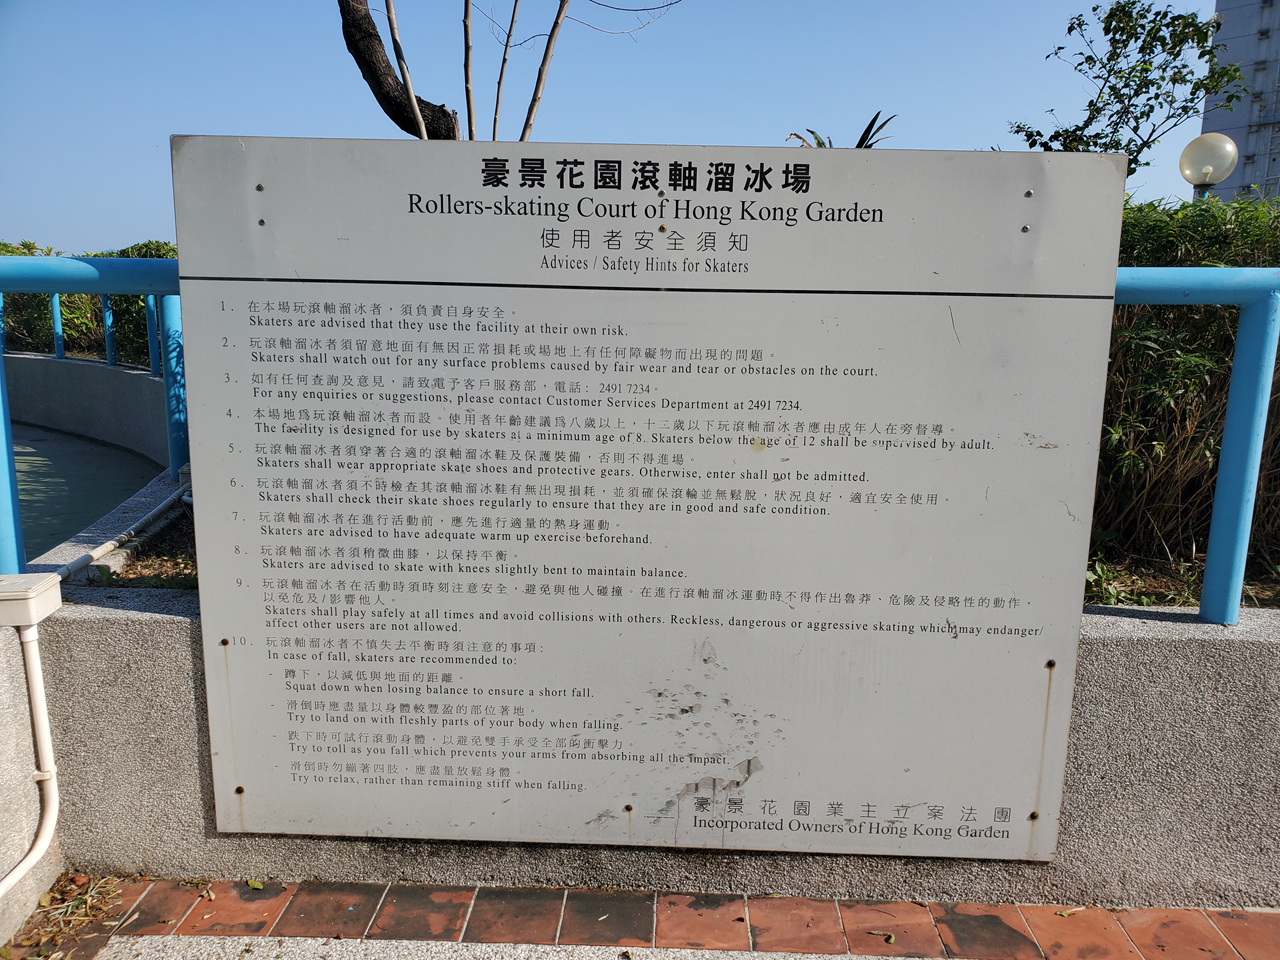 豪景花園滾軸溜冰場
Rollers-skating Court of Hong Kong Garden
使用者安全須知
Advices / Safety Hints for Skaters
1. 在本場玩滾軸溜冰者，須負責自身安全。
Skaters are advised that they use the facility at their own risk.
2. 玩滾軸溜冰者須留意地面有無因正常損耗或場地上有任何障礙物而出現的問題。
Skaters shall watch out for any surface problems caused by fair wear and tear or obstacles on the court.
3. 如有任何查詢及意見，請致電予客戶服務部，電話: 2491 7234。
For any enquiries or suggestions, please contact Customer Services Department at 2491 7234.
4. 本場地為玩滾軸溜冰者而設，使用者年齡建議為八歲以上，十二歲以下玩滾軸溜冰者應由成年人在旁督導。
The facility is designed for use by skaters at a minimum age of 8. Skaters below the age of 12 shall be supervised by adult.
5. 玩滾軸溜冰者須穿著合適的滾軸溜冰鞋及保護裝備，否則不得進場。
Skaters shall wear appropriate skate shoes and protective gears. Otherwise, enter shall not be admitted.
6. 玩滾軸溜冰者須不時檢查其滾軸溜冰鞋有無出現損耗，並須確保滾輪並無鬆脫，狀況良好，適宜安全使用。
Skaters shall check their skate shoes regularly to ensure that they are in good and safe condition.
7. 玩滾軸溜冰者在進行活動前，應先進行適量的熱身運動。
Skaters are advised to have adequate warm up exercise beforehand.
8. 玩滾軸溜冰者須稍微曲膝，以保持平衡。
Skaters are advised to skate with knees slightly bent to maintain balance.
9. 玩滾軸溜冰者在活動時須時刻注意安全，避免與他人碰撞。在進行滾軸溜冰運動時不得作出魯莽、危險及侵略性的動作，
以免危及/影響他人。
Skaters shall play safely at all times and avoid collisions with others. Reckless, dangerous or aggressive skating which may endanger/
affect other users are not allowed.
10. 玩滾軸溜冰者不慎失去平衡時須注意的事項:
In case of fall, skaters are recommended to:
- 蹲下，以減低與地面的距離。
Squat down when losing balance to ensure a short fall.
- 滑倒時應盡量以身體較豐盈的部位著地。
Try to land on with fleshly parts of your body when falling.
- 跌下時可試行滾動身體，以避免雙手承受全部的衝擊力。
Try to roll as you fall which prevents your arms from absorbing all the impact.
- 滑倒時勿繃著四肢，應盡量放鬆身體。
Try to relax, rather than remaining stiff when falling.
豪景花園業主立案法團
Incorporated Owners of Hong Kong Garden